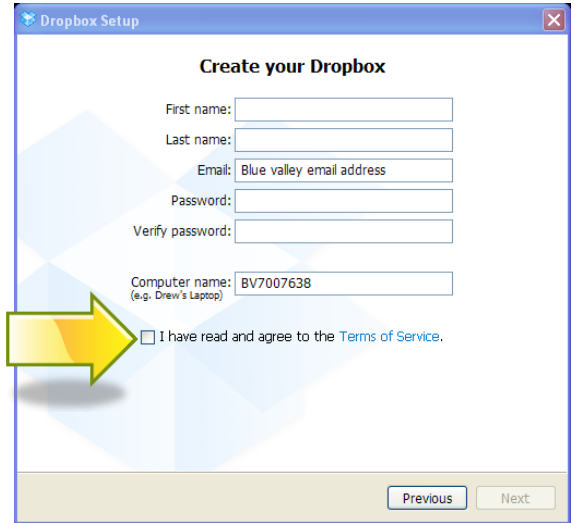 Dropbox Setup
Create your Dropbox
First name:
Last name:
Email: Blue valley email address
Password:
Verify password:
Computer name: BV7007638
(e.g. Drew's Laptop)
I have read and agree to the Terms of Service.
Previous Next